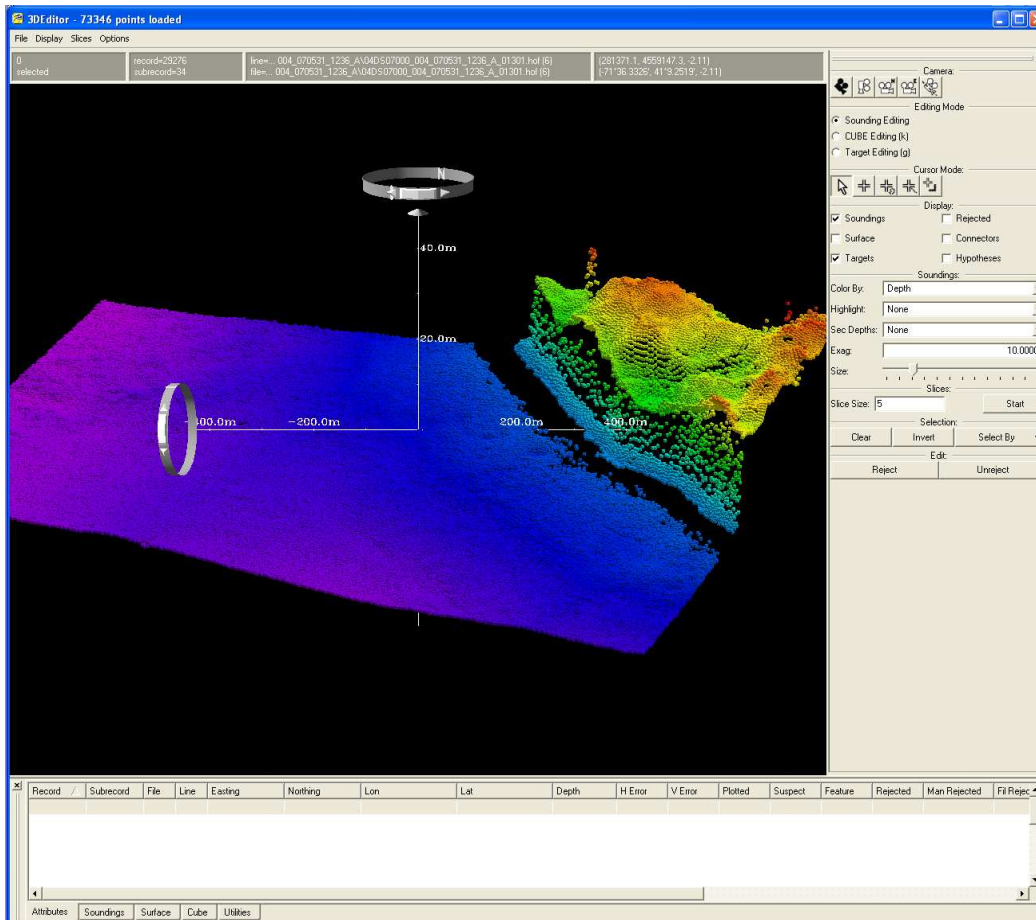 3DEditor - 73346 points loaded
File Display Slices Options
0
selected
record=29276
subrecord=34
line=... 004_070531_1236_A\04DS07000_004_070531_1236_A_01301.hof (6)
file=... 004_070531_1236_A\04DS07000_004_070531_1236_A_01301.hof (6)
(281371.1, 4559147.3, -2.11)
(-71°36.3326', 41°9.2519', -2.11)
Camera:
Editing Mode
Sounding Editing
CUBE Editing (k)
Target Editing (g)
Cursor Mode:
Display:
Soundings Rejected
Surface Connectors
Targets Hypotheses
Soundings:
Color By: Depth
Highlight: None
Sec Depths: None
Exag: 10.0000
Size:
Slices:
Slice Size: 5 Start
Selection:
Clear Invert Select By
Edit:
Reject Unreject
N
40.0m
20.0m
-200.0m 200.0m 400.0m
Record Subrecord File Line Easting Northing Lon Lat Depth H Error V Error Plotted Suspect Feature Rejected Man Rejected Fil Rejec
Attributes Soundings Surface Cube Utilities